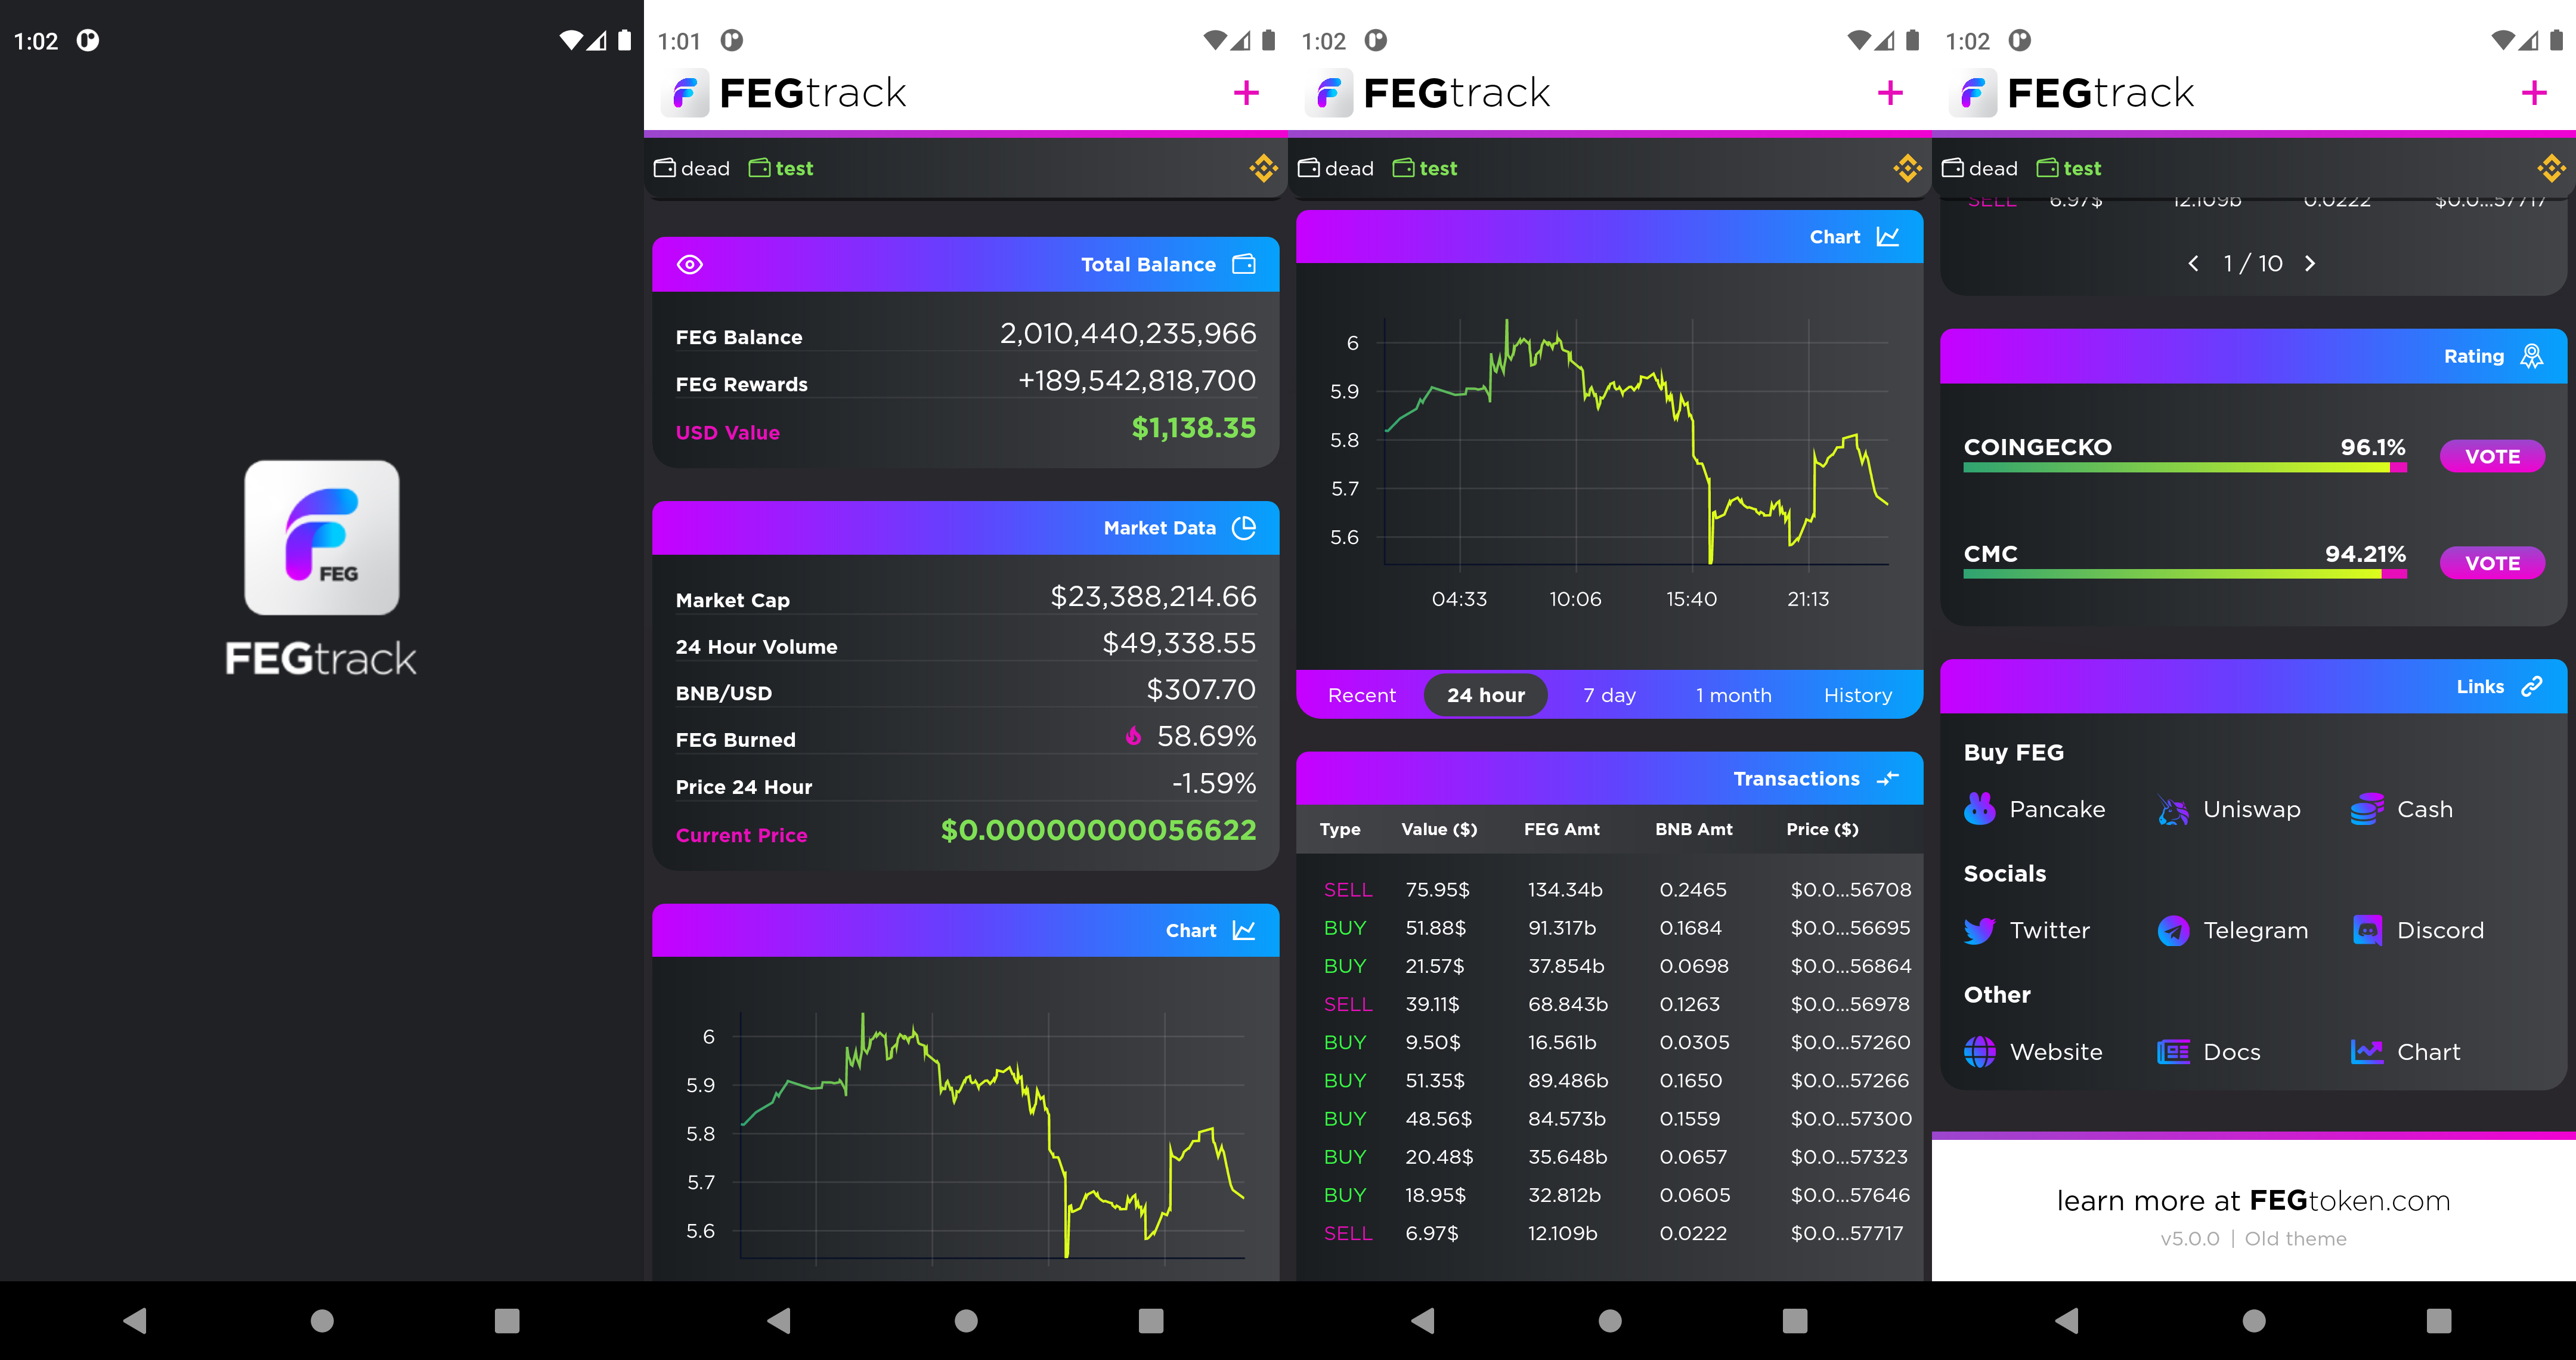 1:02
FEG
FEGtrack
1:01
FEGtrack
+
dead test
Total Balance
FEG Balance 2,010,440,235,966
FEG Rewards +189,542,818,700
USD Value $1,138.35
Market Data
Market Cap $23,388,214.66
24 Hour Volume $49,338.55
BNB/USD $307.70
FEG Burned 58.69%
Price 24 Hour -1.59%
Current Price $0.00000000056622
Chart
6
5.9
5.8
5.7
5.6
1:02
FEGtrack
+
dead test
Chart
6
5.9
5.8
5.7
5.6
04:33 10:06 15:40 21:13
Recent 24 hour 7 day 1 month History
Transactions
Type Value ($) FEG Amt BNB Amt Price ($)
SELL 75.95$ 134.34b 0.2465 $0.0...56708
BUY 51.88$ 91.317b 0.1684 $0.0...56695
BUY 21.57$ 37.854b 0.0698 $0.0...56864
SELL 39.11$ 68.843b 0.1263 $0.0...56978
BUY 9.50$ 16.561b 0.0305 $0.0...57260
BUY 51.35$ 89.486b 0.1650 $0.0...57266
BUY 48.56$ 84.573b 0.1559 $0.0...57300
BUY 20.48$ 35.648b 0.0657 $0.0...57323
BUY 18.95$ 32.812b 0.0605 $0.0...57646
SELL 6.97$ 12.109b 0.0222 $0.0...57717
1:02
FEGtrack
+
dead test
SELL 6.97$ 12.109b 0.0222 $0.0...57717
< 1 / 10 >
Rating
COINGECKO 96.1% VOTE
CMC 94.21% VOTE
Links
Buy FEG
Pancake Uniswap Cash
Socials
Twitter Telegram Discord
Other
Website Docs Chart
learn more at FEGtoken.com
v5.0.0 | Old theme